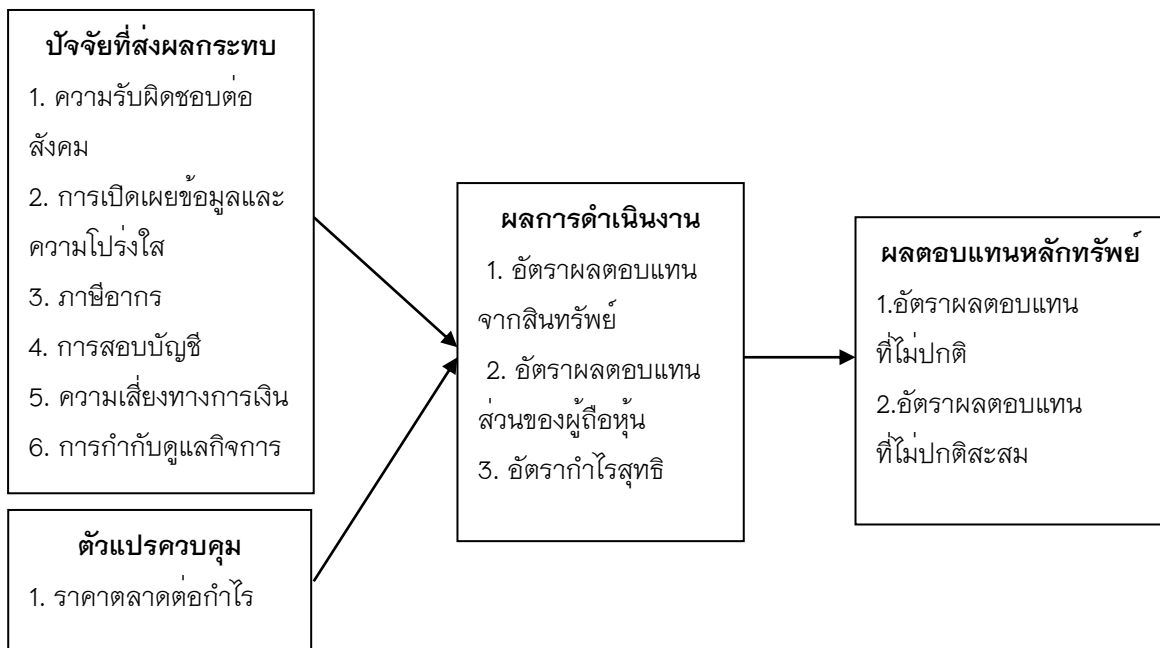 ปัจจัยที่ส่งผลกระทบ
1. ความรับผิดชอบต่อ
สังคม
2. การเปิดเผยข้อมูลและ
ความโปร่งใส
3. ภาษีอากร
4. การสอบบัญชี
5. ความเสี่ยงทางการเงิน
6. การกำกับดูแลกิจการ
ตัวแปรควบคุม
1. ราคาตลาดต่อกำไร
ผลการดำเนินงาน
1. อัตราผลตอบแทน
จากสินทรัพย์
2. อัตราผลตอบแทน
ส่วนของผู้ถือหุ้น
3. อัตรากำไรสุทธิ
ผลตอบแทนหลักทรัพย์
1.อัตราผลตอบแทน
ที่ไม่ปกติ
2.อัตราผลตอบแทน
ที่ไม่ปกติสะสม